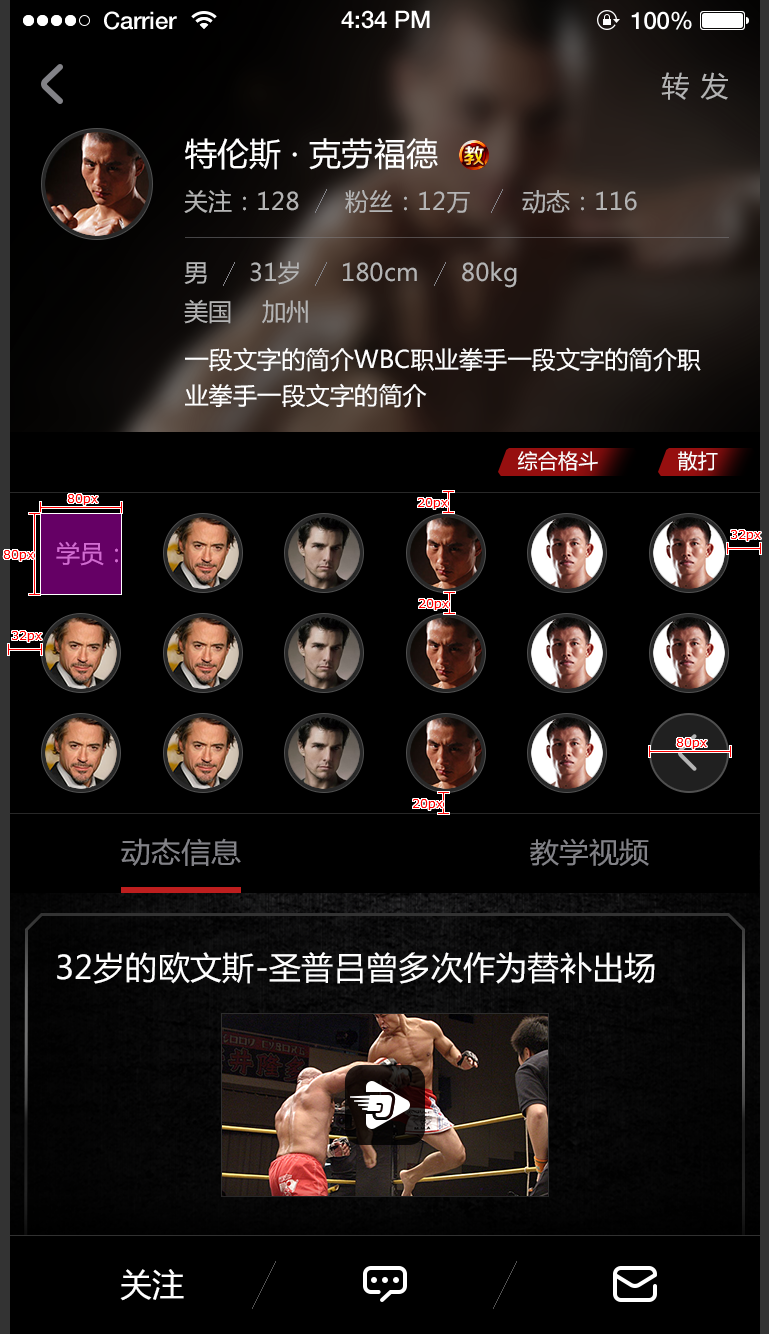 Carrier 4:34 PM 100%
转 发
特伦斯 · 克劳福德 教
关注：128 / 粉丝：12万 / 动态：116
男 / 31岁 / 180cm / 80kg
美国 加州
一段文字的简介WBC职业拳手一段文字的简介职
业拳手一段文字的简介
综合格斗 散打
80px
20px
80px
学员：
32px
20px
32px
80px
20px
动态信息 教学视频
32岁的欧文斯-圣普吕曾多次作为替补出场
关注